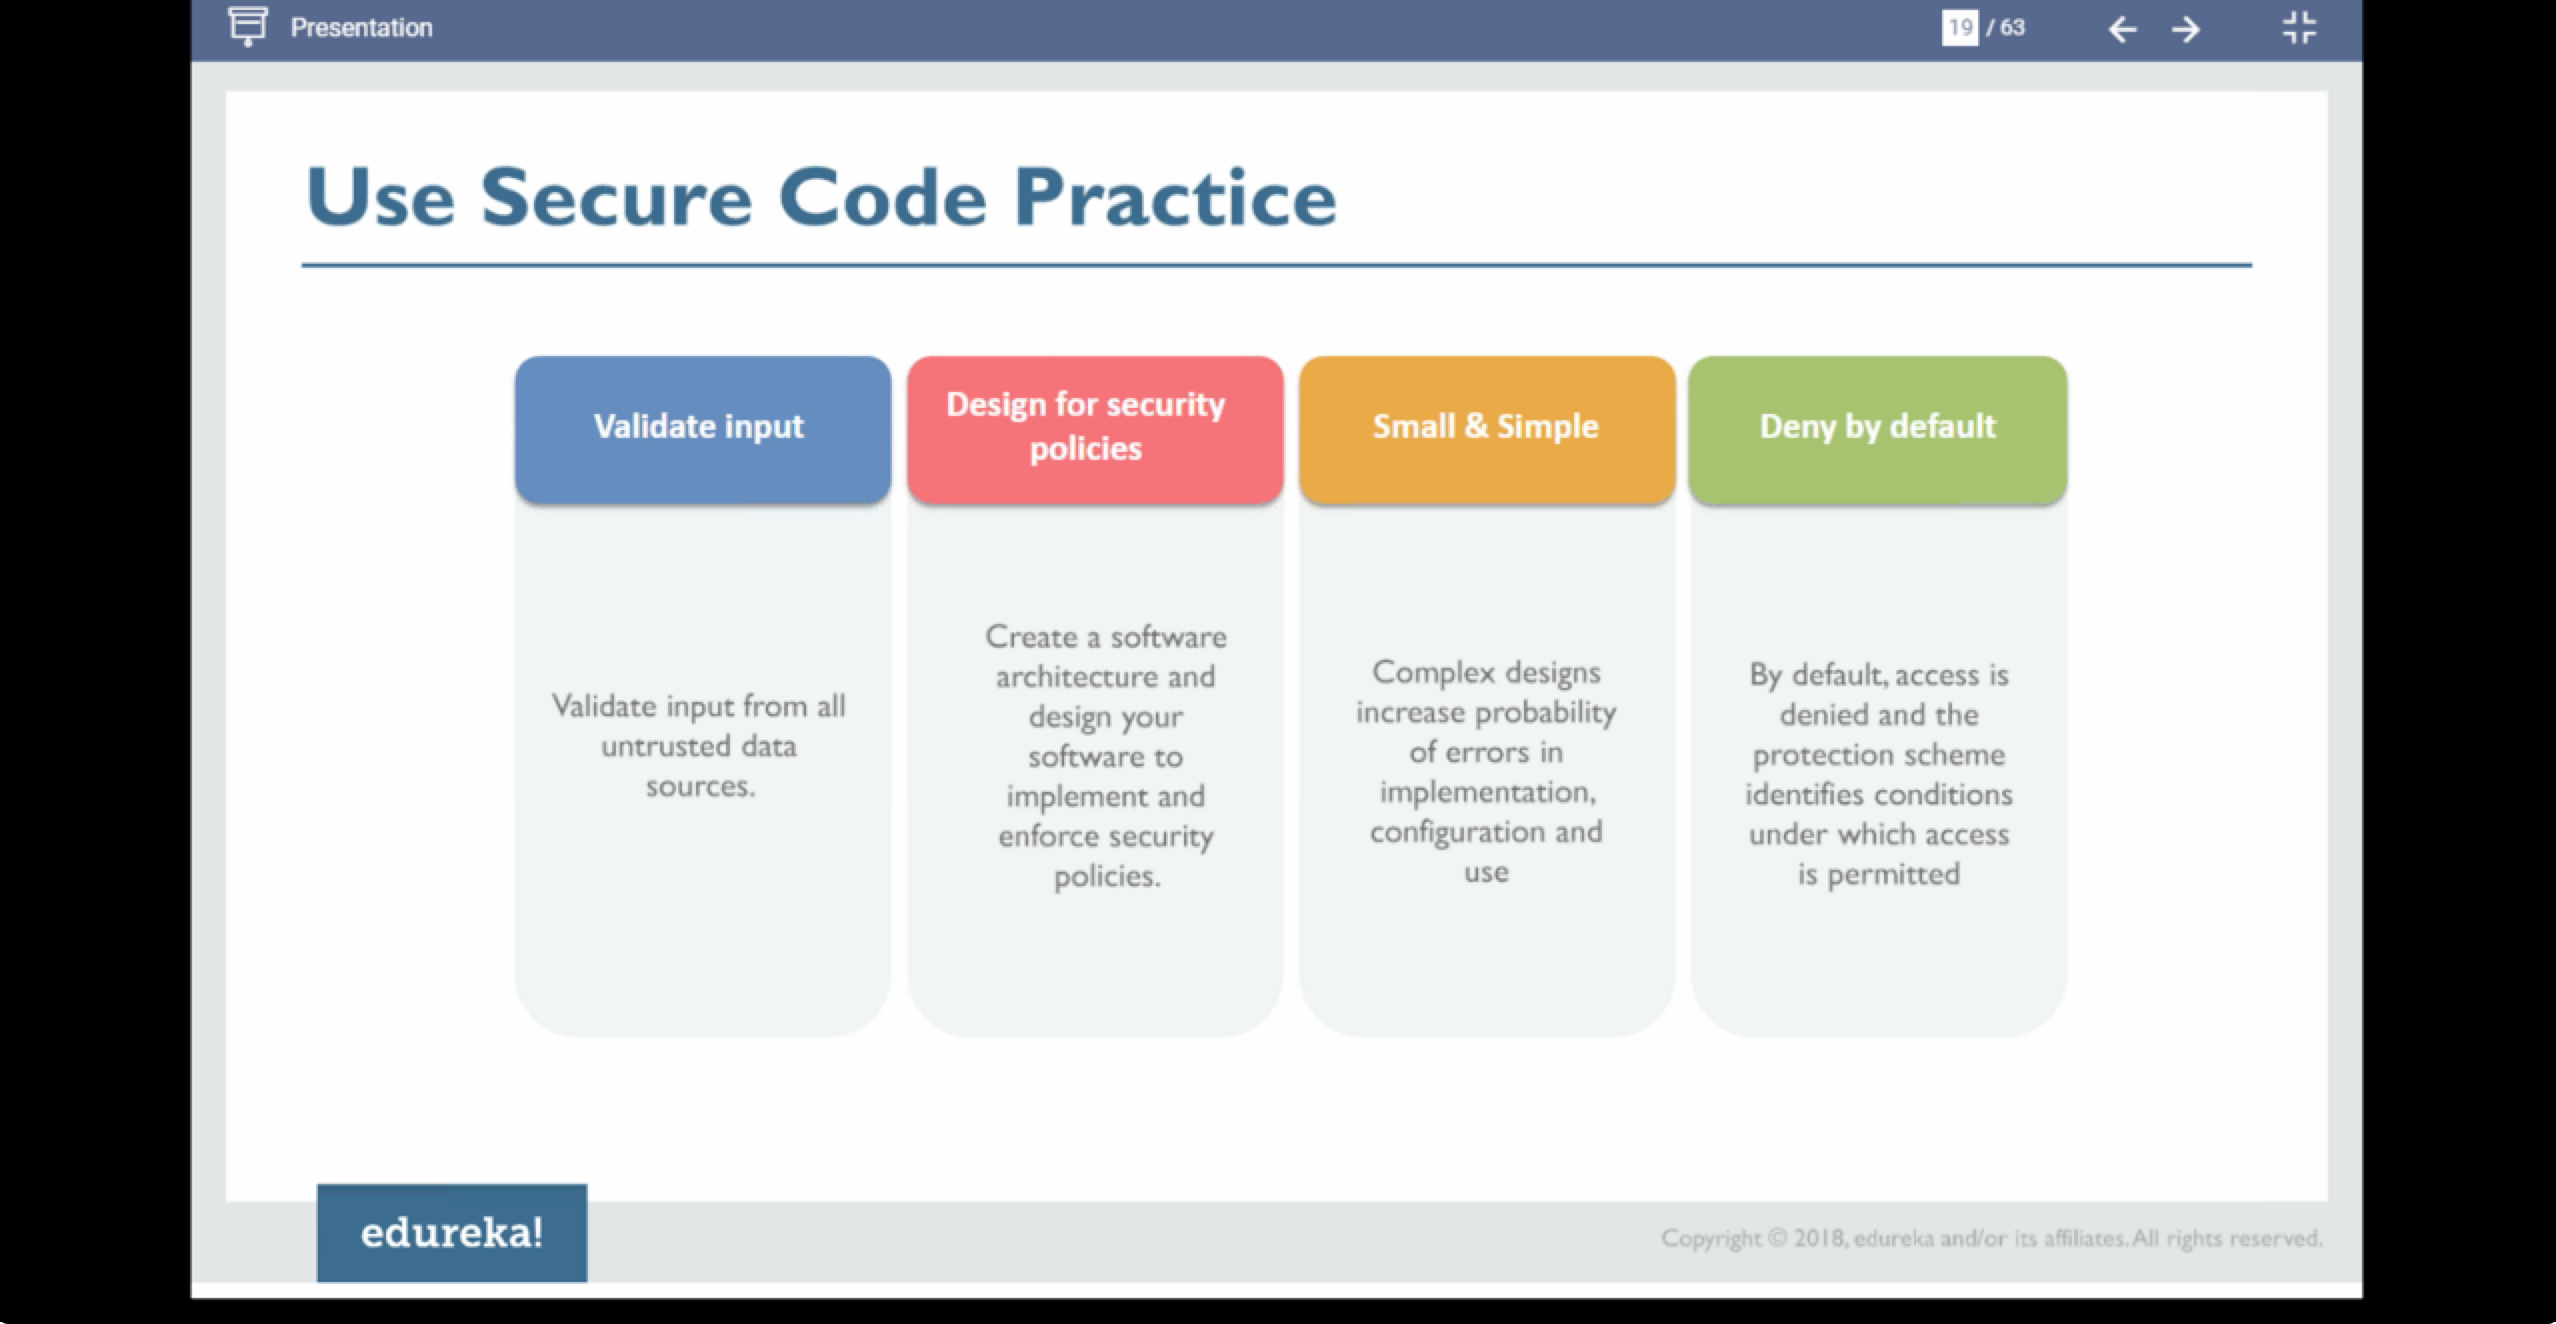 Presentation
19 / 63
Use Secure Code Practice
Validate input
Validate input from all
untrusted data
sources.
Design for security
policies
Create a software
architecture and
design your
software to
implement and
enforce security
policies.
Small & Simple
Complex designs
increase probability
of errors in
implementation,
configuration and
use
Deny by default
By default, access is
denied and the
protection scheme
identifies conditions
under which access
is permitted
edureka!
Copyright © 2018, edureka and/or its affiliates. All rights reserved.